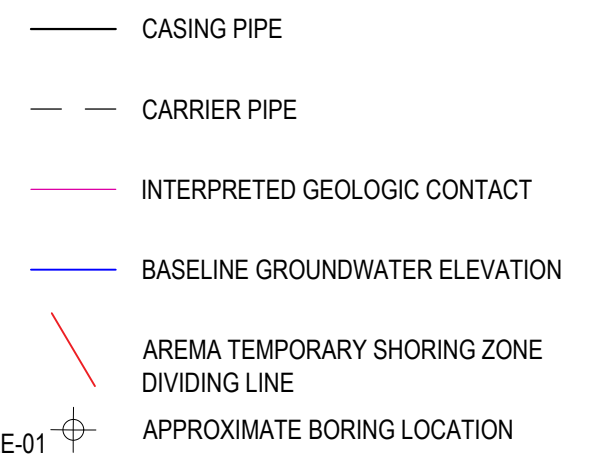 CASING PIPE
CARRIER PIPE
INTERPRETED GEOLOGIC CONTACT
BASELINE GROUNDWATER ELEVATION
AREMA TEMPORARY SHORING ZONE
DIVIDING LINE
E-01 APPROXIMATE BORING LOCATION